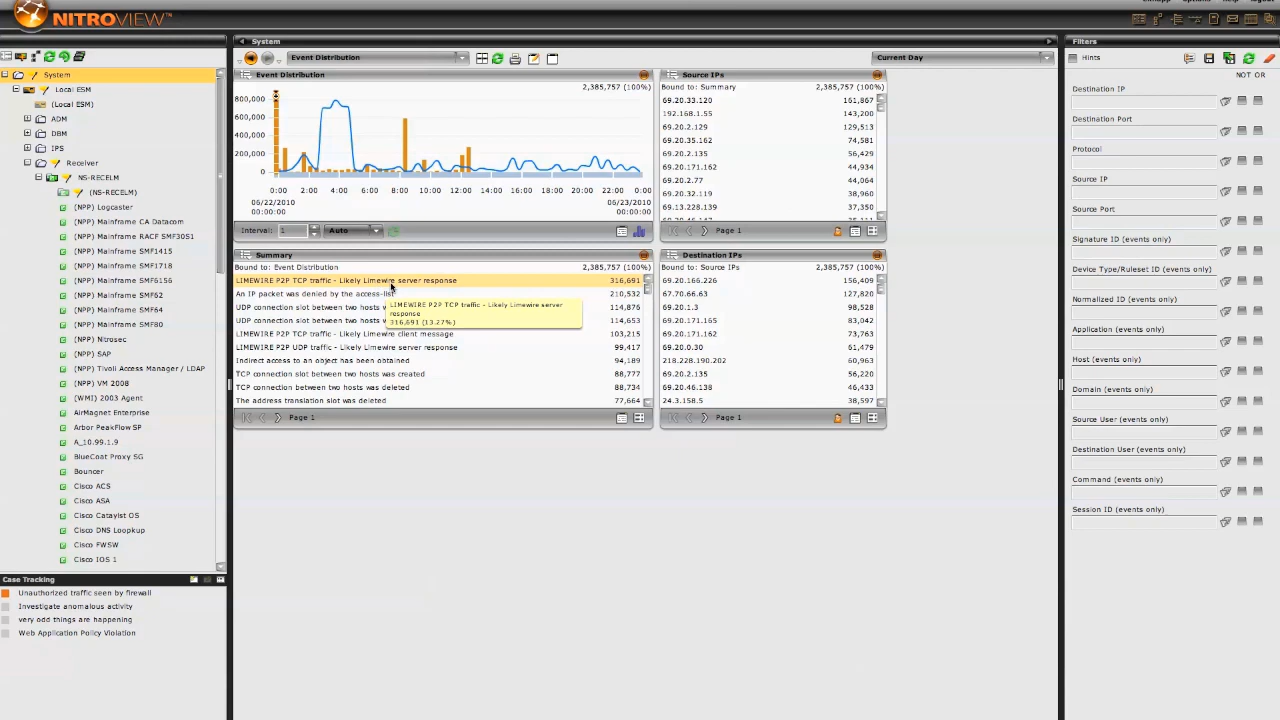 NITROVIEW™
System
Local ESM
(Local ESM)
ADM
DBM
IPS
Receiver
NS-RECELM
(NS-RECELM)
(NPP) Logcaster
(NPP) Mainframe CA Datacom
(NPP) Mainframe RACF SMF30S1
(NPP) Mainframe SMF1415
(NPP) Mainframe SMF1718
(NPP) Mainframe SMF6156
(NPP) Mainframe SMF62
(NPP) Mainframe SMF64
(NPP) Mainframe SMF80
(NPP) Nitrosec
(NPP) SAP
(NPP) Tivoli Access Manager / LDAP
(NPP) VM 2008
(WMI) 2003 Agent
AirMagnet Enterprise
Arbor PeakFlow SP
A_10.99.1.9
BlueCoat Proxy SG
Bouncer
Cisco ACS
Cisco ASA
Cisco Catalyst OS
Cisco DNS Loopkup
Cisco FWSW
Cisco IOS 1
Case Tracking
Unauthorized traffic seen by firewall
Investigate anomalous activity
very odd things are happening
Web Application Policy Violation
System
Event Distribution
Current Day
Event Distribution
2,385,757 (100%)
800,000
600,000
400,000
200,000
0
0:00 2:00 4:00 6:00 8:00 10:00 12:00 14:00 16:00 18:00 20:00 22:00 0:00
06/22/2010 06/23/2010
00:00:00 00:00:00
Interval: 1 Auto
Source IPs
Bound to: Summary 2,385,757 (100%)
69.20.33.120 161,867
192.168.1.55 143,200
69.20.2.129 129,513
69.20.35.162 74,581
69.20.2.135 56,429
69.20.171.162 44,934
69.20.2.77 44,064
69.20.32.119 38,960
69.13.228.139 37,350
Page 1
Summary
Bound to: Event Distribution 2,385,757 (100%)
LIMEWIRE P2P TCP traffic - Likely Limewire server response 316,691
An IP packet was denied by the access-list 210,532
UDP connection slot between two hosts 114,876
UDP connection slot between two hosts 114,653
LIMEWIRE P2P TCP traffic - Likely Limewire client message 103,215
LIMEWIRE P2P UDP traffic - Likely Limewire server response 99,417
Indirect access to an object has been obtained 94,189
TCP connection slot between two hosts was created 88,777
TCP connection between two hosts was deleted 88,734
The address translation slot was deleted 77,664
Page 1
LIMEWIRE P2P TCP traffic - Likely Limewire server
response
316,691 (13.27%)
Destination IPs
Bound to: Source IPs 2,385,757 (100%)
69.20.166.226 156,409
67.70.66.63 127,820
69.20.1.3 98,528
69.20.171.165 83,042
69.20.171.162 73,763
69.20.0.30 61,479
218.228.190.202 60,963
69.20.2.135 56,220
69.20.46.138 46,433
24.3.158.5 38,597
Page 1
Filters
Hints
NOT OR
Destination IP
Destination Port
Protocol
Source IP
Source Port
Signature ID (events only)
Device Type/Ruleset ID (events only)
Normalized ID (events only)
Application (events only)
Host (events only)
Domain (events only)
Source User (events only)
Destination User (events only)
Command (events only)
Session ID (events only)